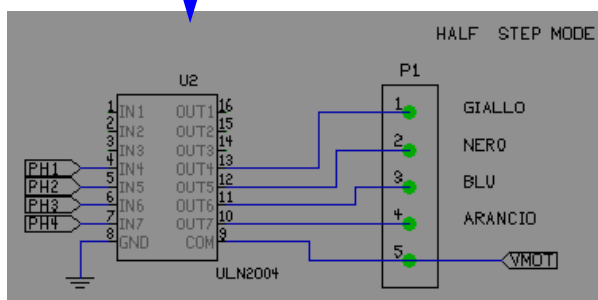 HALF STEP MODE
U2
P1
1 IN1 OUT1 16
2 IN2 OUT2 15
3 IN3 OUT3 14
PH1 4 IN4 OUT4 13
PH2 5 IN5 OUT5 12
PH3 6 IN6 OUT6 11
PH4 7 IN7 OUT7 10
8 GND COM 9
ULN2004
1 GIALLO
2 NERO
3 BLU
4 ARANCIO
5 VMOT